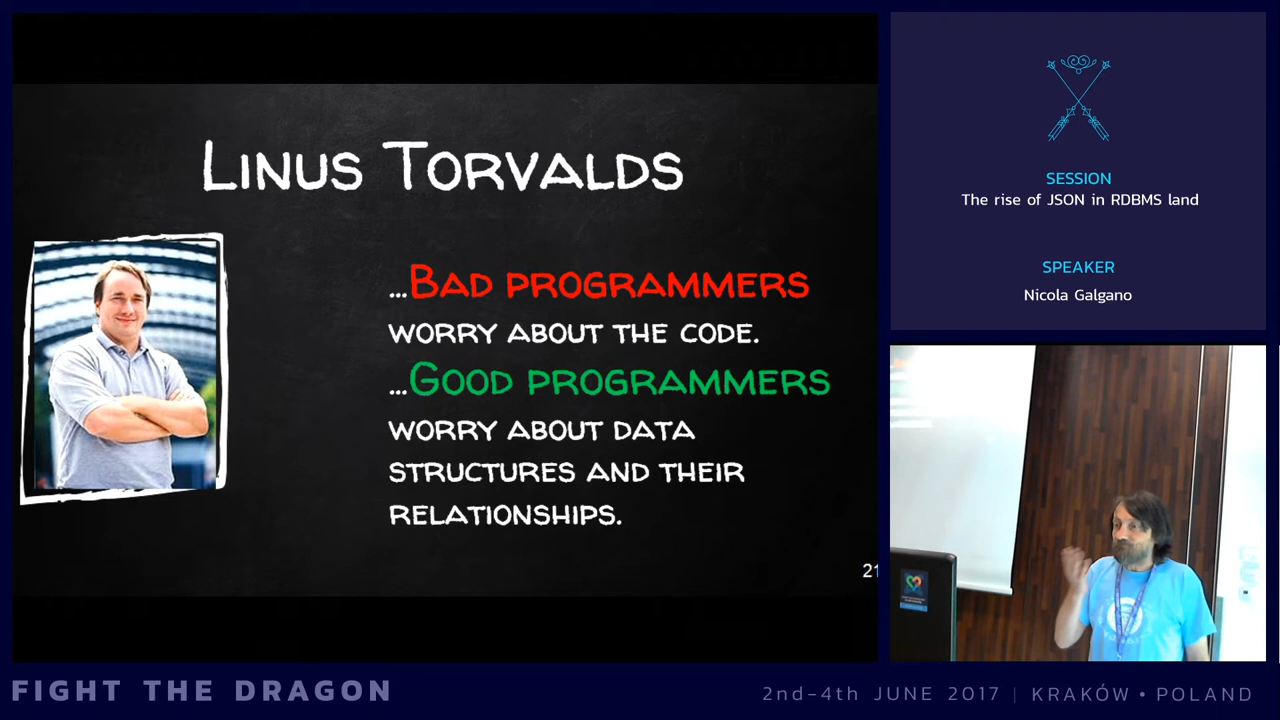 Linus Torvalds
...Bad programmers
worry about the code.
...Good programmers
worry about data
structures and their
relationships.
21
SESSION
The rise of JSON in RDBMS land
SPEAKER
Nicola Galgano
FIGHT THE DRAGON
2nd-4th JUNE 2017 | KRAKÓW • POLAND